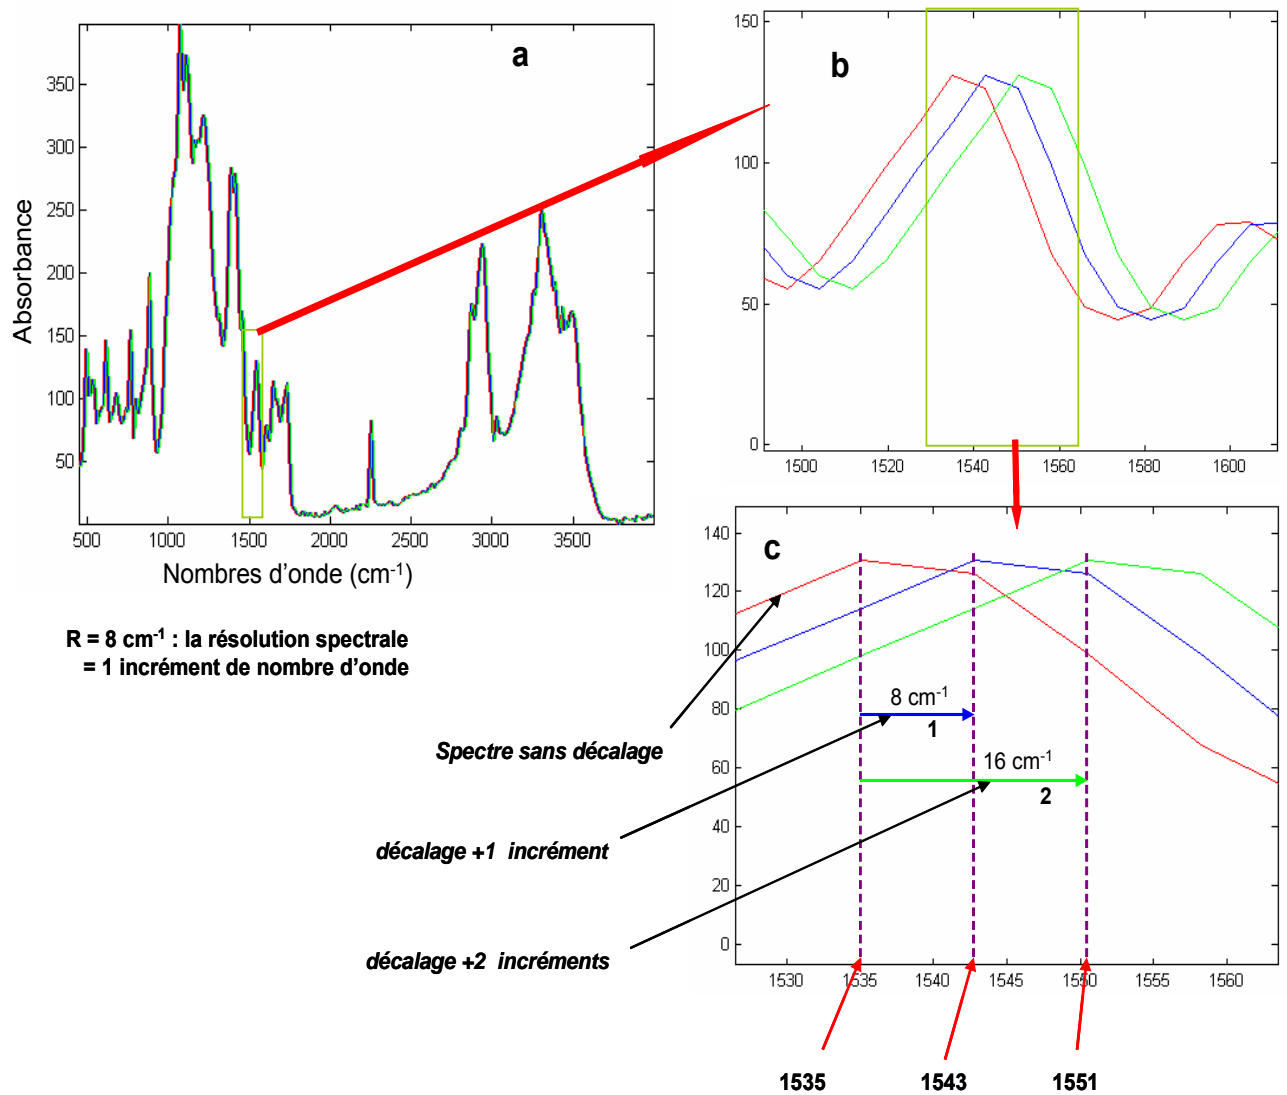 a
Absorbance
350
300
250
200
150
100
50
500 1000 1500 2000 2500 3000 3500
Nombres d'onde (cm-1)
b
150
100
50
0
1500 1520 1540 1560 1580 1600
R = 8 cm-1 : la résolution spectrale
= 1 incrément de nombre d'onde
c
140
120
100
80
60
40
20
0
8 cm-1
1
16 cm-1
2
1530 1535 1540 1545 1550 1555 1560
Spectre sans décalage
décalage +1 incrément
décalage +2 incréments
1535 1543 1551